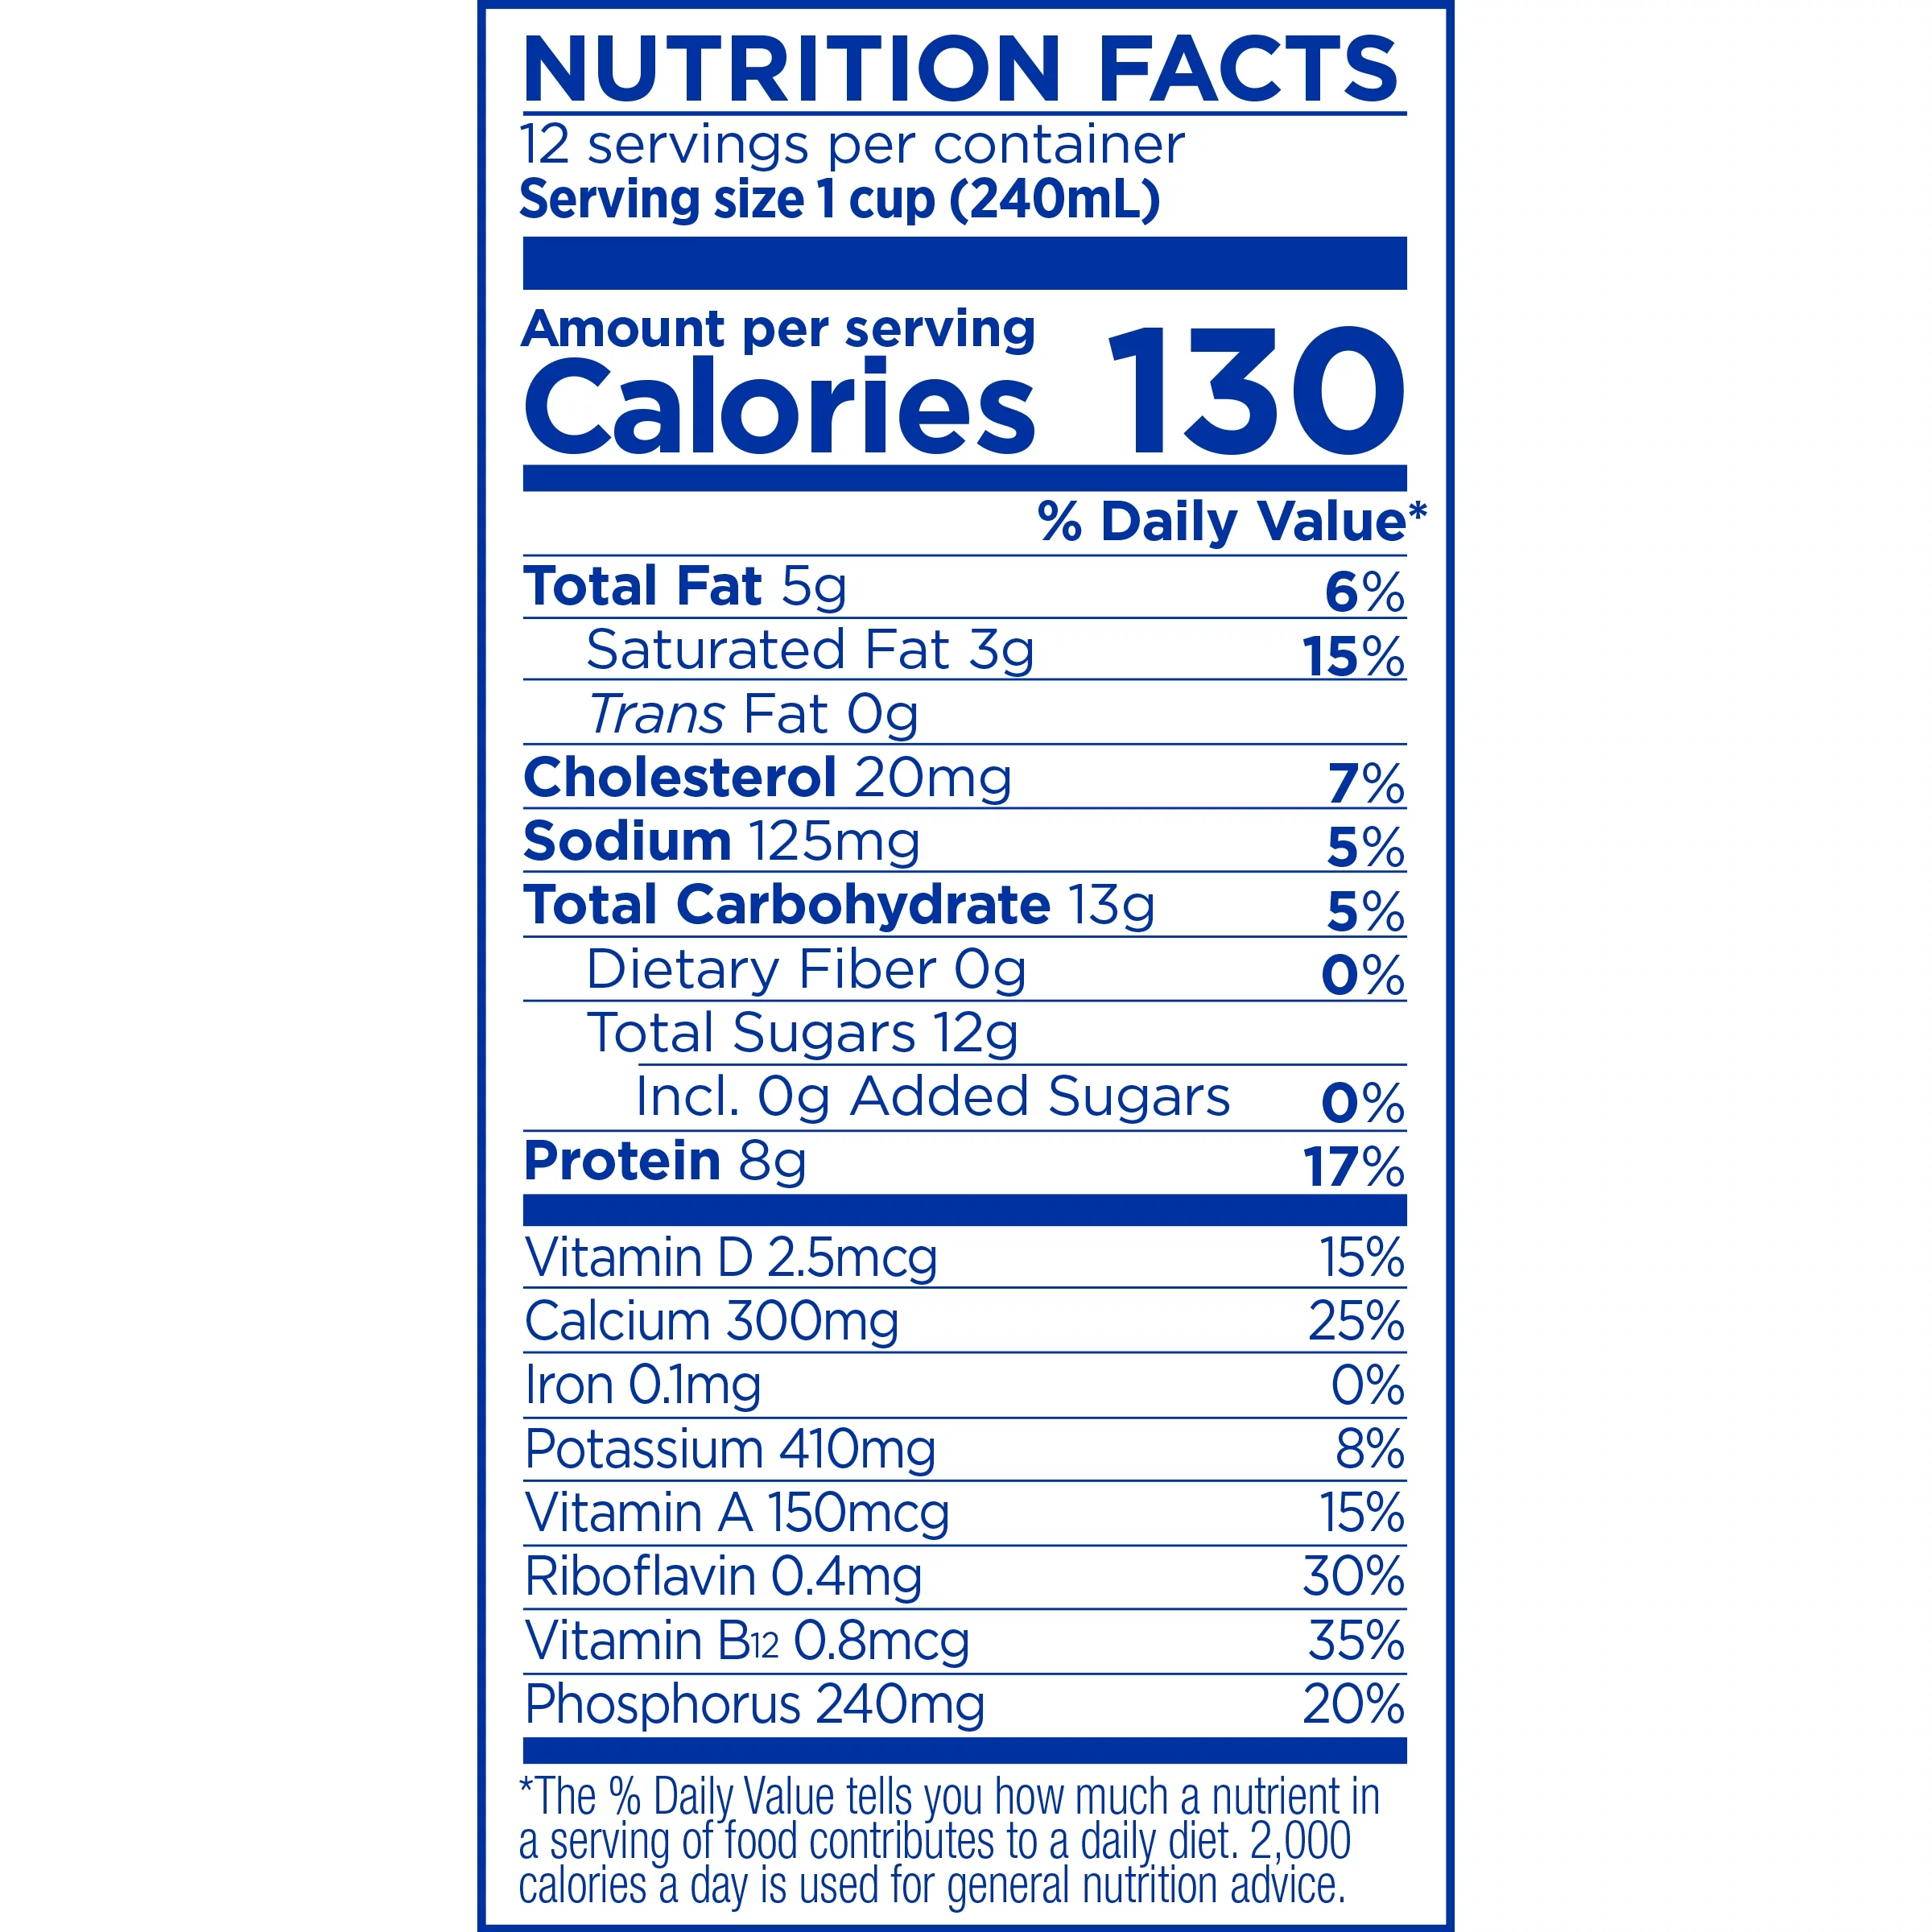 NUTRITION FACTS
12 servings per container
Serving size 1 cup (240mL)
Amount per serving
Calories 130
% Daily Value*
Total Fat 5g 6%
Saturated Fat 3g 15%
Trans Fat 0g
Cholesterol 20mg 7%
Sodium 125mg 5%
Total Carbohydrate 13g 5%
Dietary Fiber 0g 0%
Total Sugars 12g
Incl. 0g Added Sugars 0%
Protein 8g 17%
Vitamin D 2.5mcg 15%
Calcium 300mg 25%
Iron 0.1mg 0%
Potassium 410mg 8%
Vitamin A 150mcg 15%
Riboflavin 0.4mg 30%
Vitamin B12 0.8mcg 35%
Phosphorus 240mg 20%
*The % Daily Value tells you how much a nutrient in
a serving of food contributes to a daily diet. 2,000
calories a day is used for general nutrition advice.